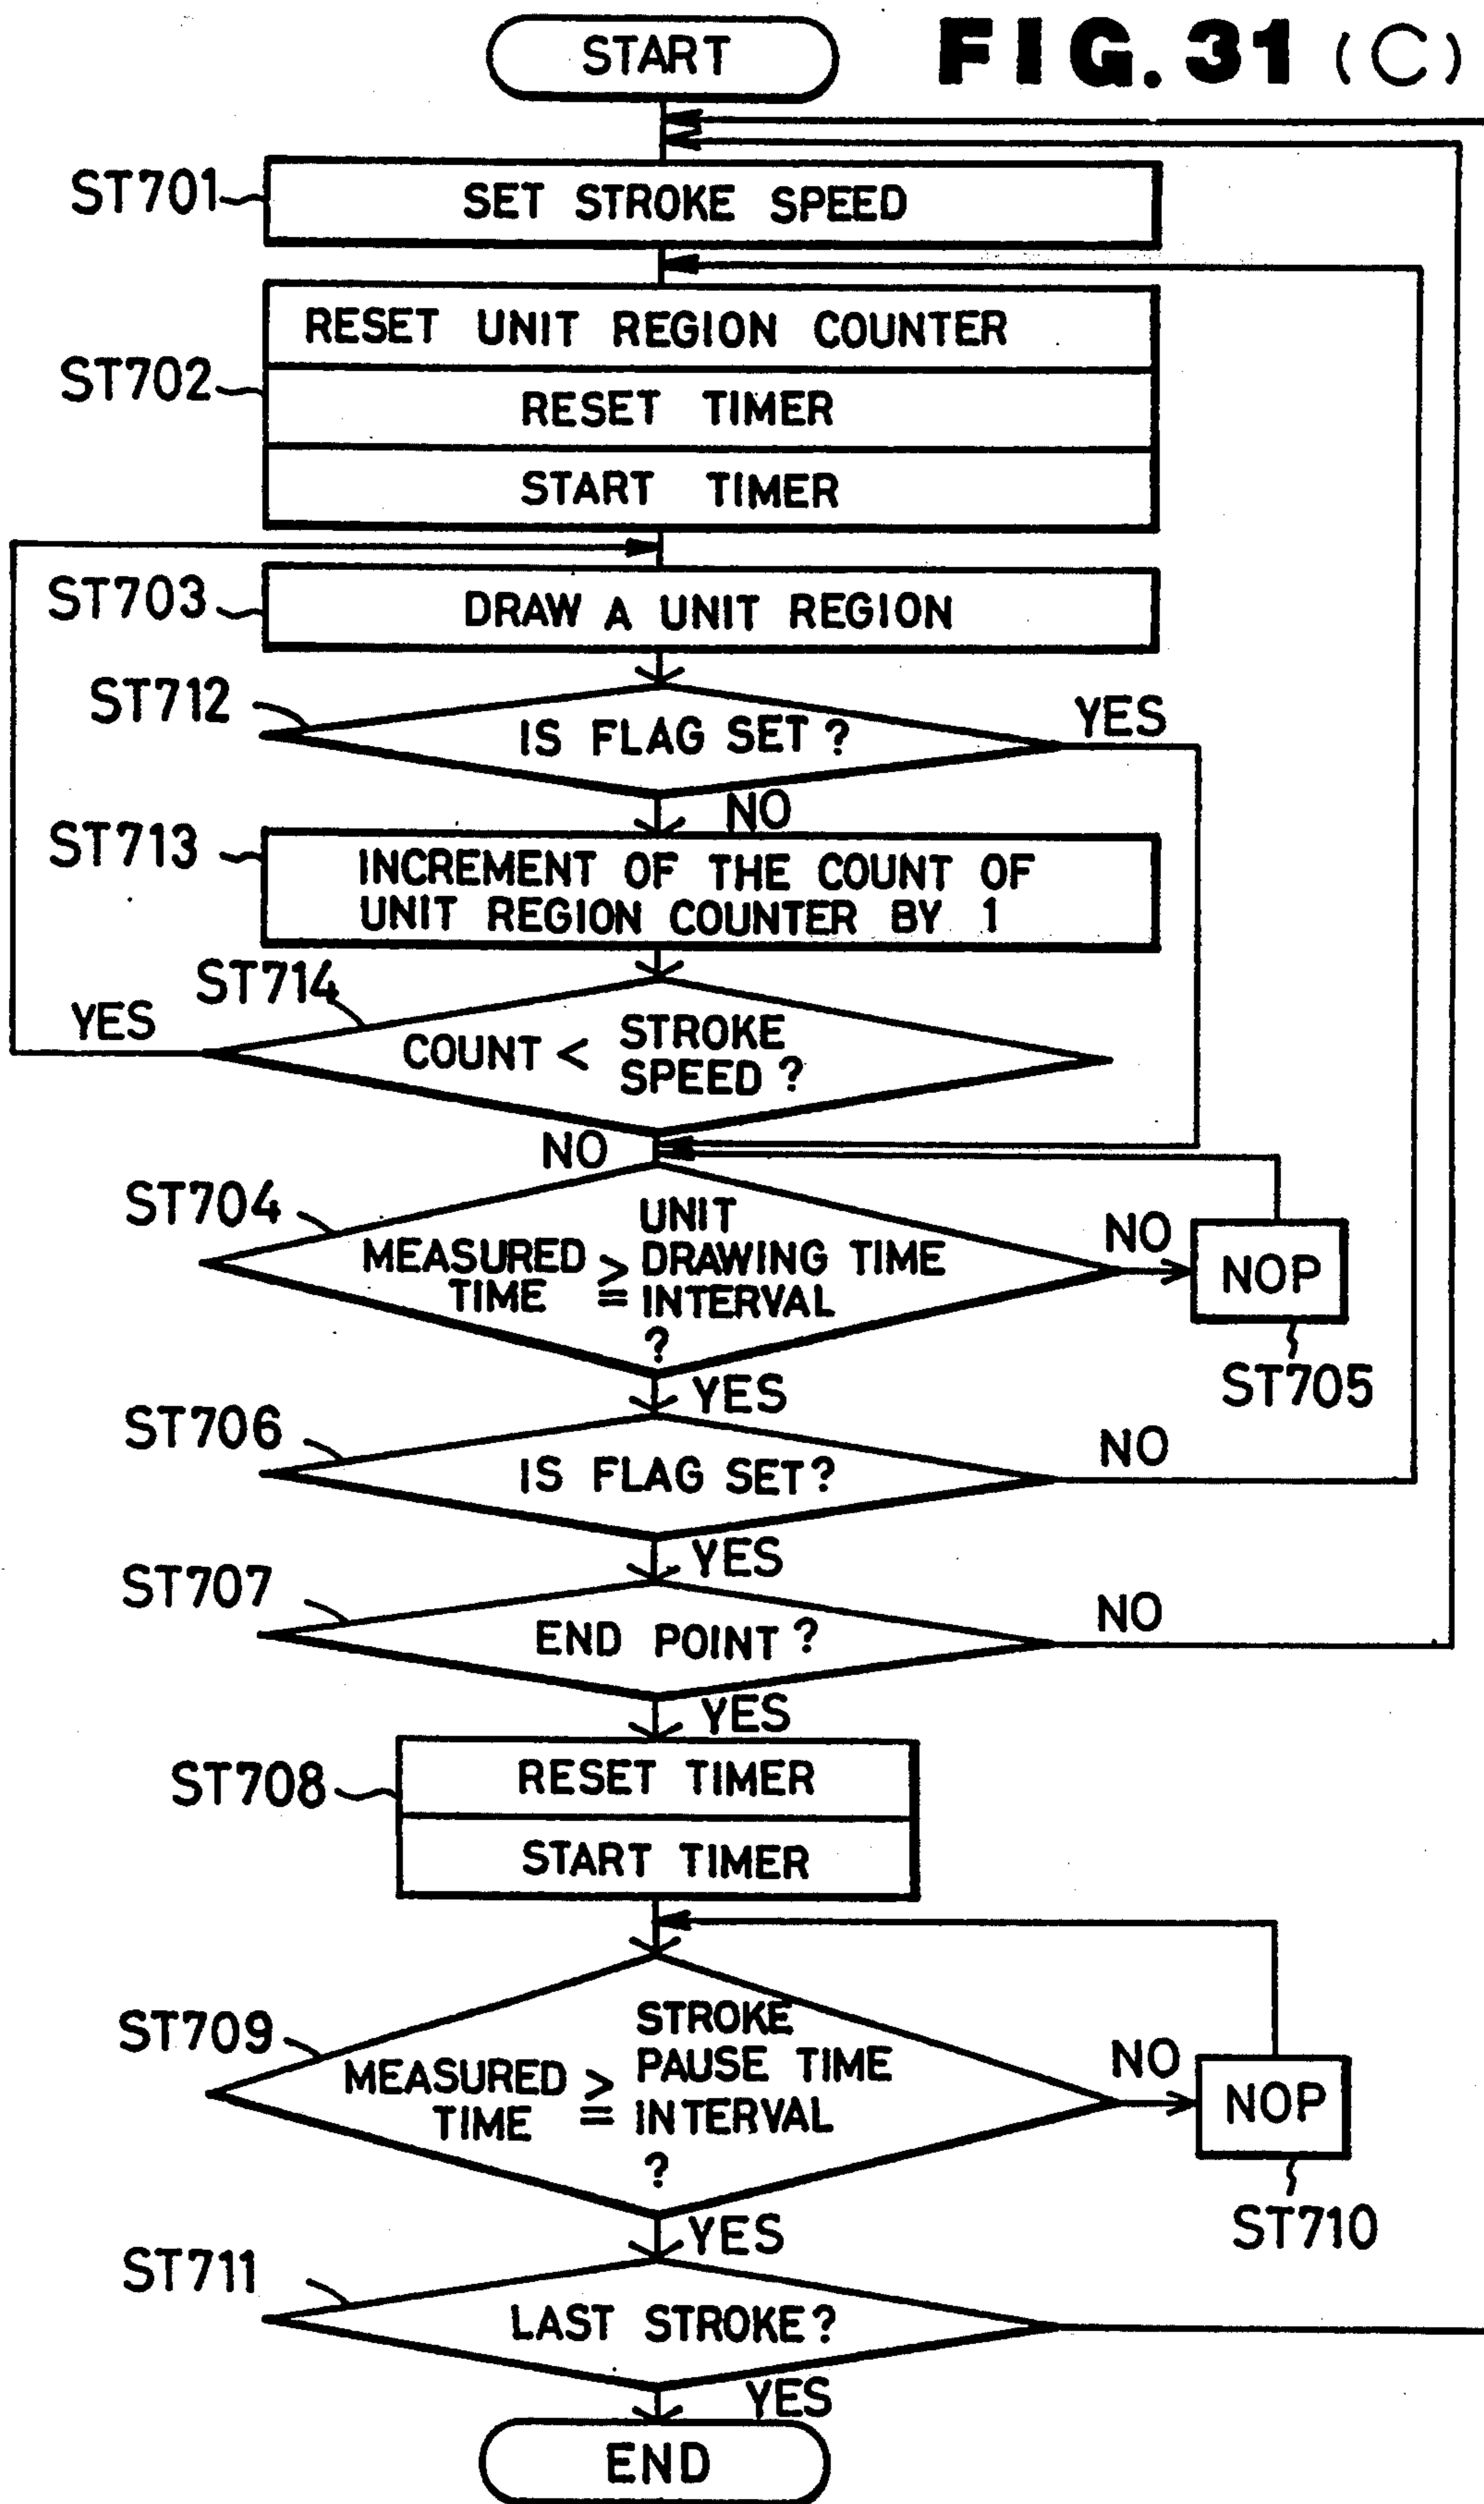 START
FIG. 31 (C)
ST701
SET STROKE SPEED
RESET UNIT REGION COUNTER
ST702
RESET TIMER
START TIMER
ST703
DRAW A UNIT REGION
ST712
IS FLAG SET ?
YES
NO
ST713
INCREMENT OF THE COUNT OF
UNIT REGION COUNTER BY 1
ST714
YES
COUNT < STROKE
SPEED ?
NO
ST704
UNIT
MEASURED ≧ DRAWING TIME
TIME INTERVAL
?
NO
NOP
ST705
YES
ST706
IS FLAG SET?
NO
YES
ST707
END POINT ?
NO
YES
ST708
RESET TIMER
START TIMER
ST709
STROKE
MEASURED ≧ PAUSE TIME
TIME INTERVAL
?
NO
NOP
ST710
YES
ST711
LAST STROKE?
YES
END